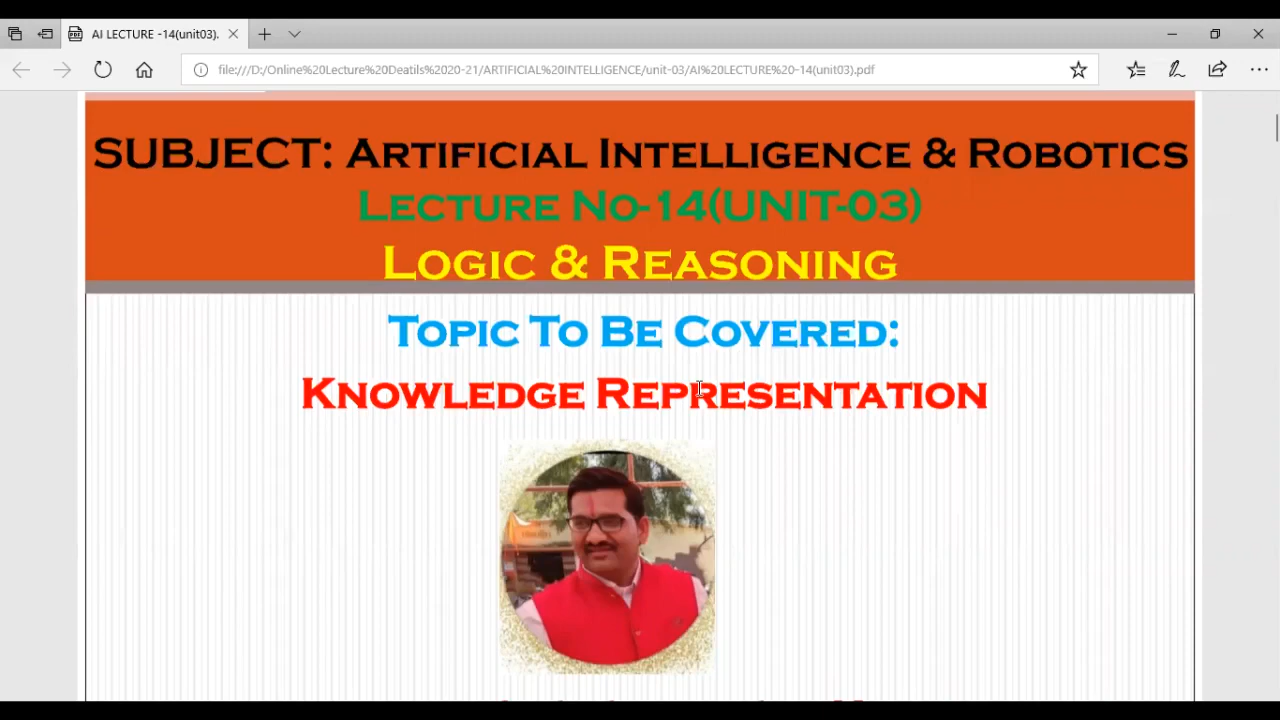 AI LECTURE -14(unit03).
file:///D:/Online%20Lecture%20Deatils%2020-21/ARTIFICIAL%20INTELLIGENCE/unit-03/AI%20LECTURE%20-14(unit03).pdf
SUBJECT: ARTIFICIAL INTELLIGENCE & ROBOTICS
LECTURE NO-14(UNIT-03)
LOGIC & REASONING
TOPIC TO BE COVERED:
KNOWLEDGE REPRESENTATION